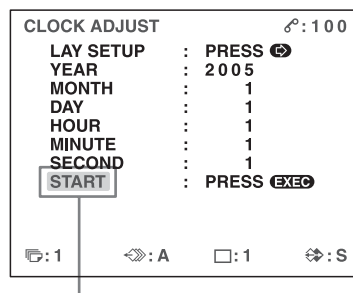 CLOCK ADJUST :100
LAY SETUP : PRESS
YEAR : 2005
MONTH : 1
DAY : 1
HOUR : 1
MINUTE : 1
SECOND : 1
START : PRESS EXEC
:1 :A :1 :S